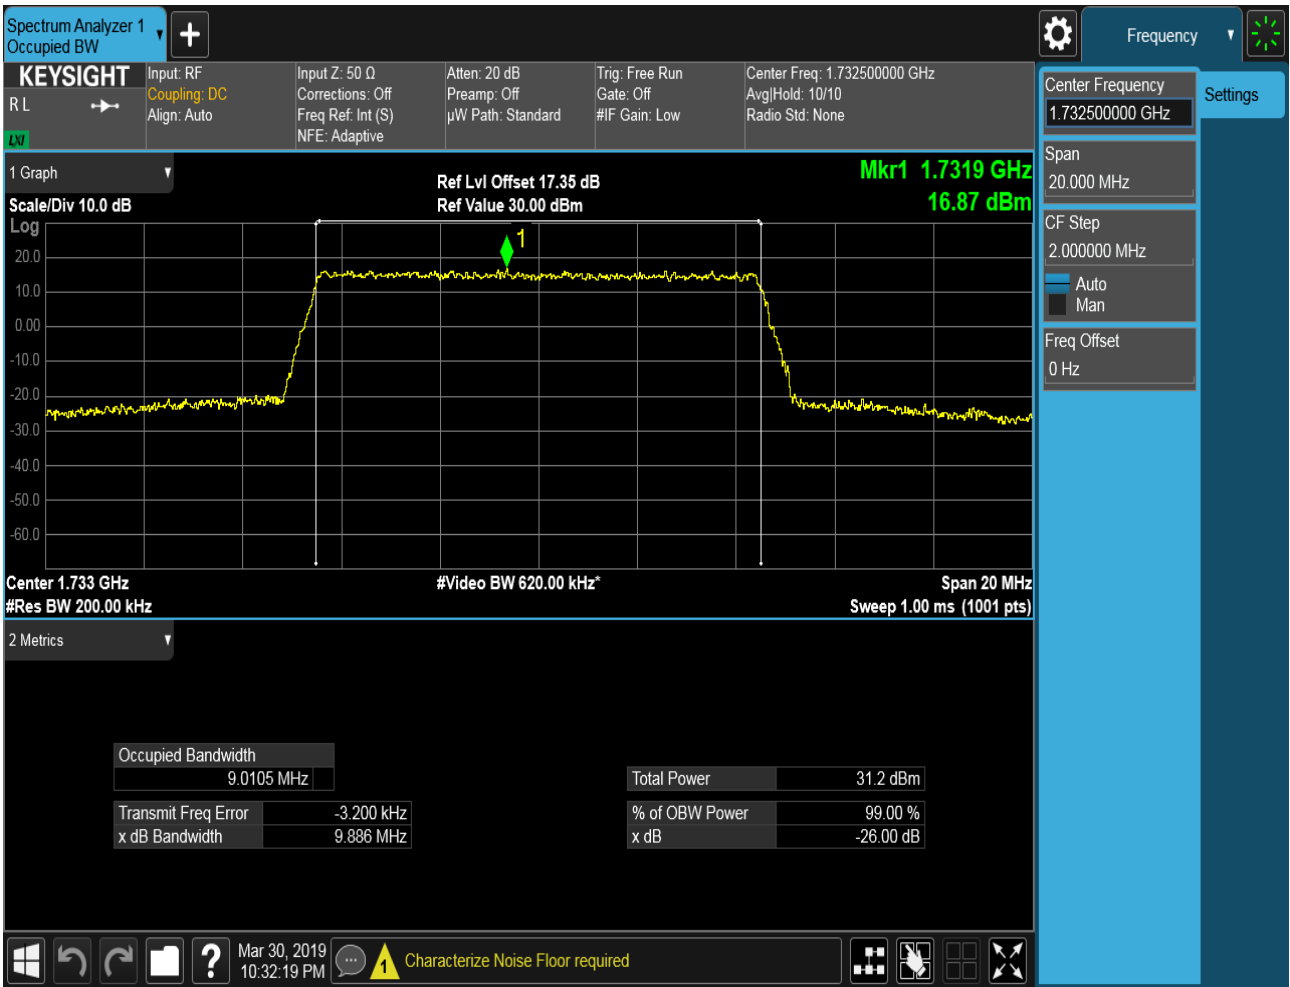 Spectrum Analyzer 1
Occupied BW
Frequency
KEYSIGHT
R L
LXI
Input: RF
Coupling: DC
Align: Auto
Input Z: 50 Ω
Corrections: Off
Freq Ref: Int (S)
NFE: Adaptive
Atten: 20 dB
Preamp: Off
µW Path: Standard
Trig: Free Run
Gate: Off
#IF Gain: Low
Center Freq: 1.732500000 GHz
Avg|Hold: 10/10
Radio Std: None
Center Frequency
1.732500000 GHz
Settings
Span
20.000 MHz
CF Step
2.000000 MHz
Auto
Man
Freq Offset
0 Hz
1 Graph
Scale/Div 10.0 dB
Log
Ref Lvl Offset 17.35 dB
Ref Value 30.00 dBm
Mkr1 1.7319 GHz
16.87 dBm
1
20.0
10.0
0.00
-10.0
-20.0
-30.0
-40.0
-50.0
-60.0
Center 1.733 GHz
#Res BW 200.00 kHz
#Video BW 620.00 kHz*
Span 20 MHz
Sweep 1.00 ms (1001 pts)
2 Metrics
Occupied Bandwidth
9.0105 MHz
Transmit Freq Error -3.200 kHz
x dB Bandwidth 9.886 MHz
Total Power 31.2 dBm
% of OBW Power 99.00 %
x dB -26.00 dB
?
Mar 30, 2019
10:32:19 PM
1
Characterize Noise Floor required